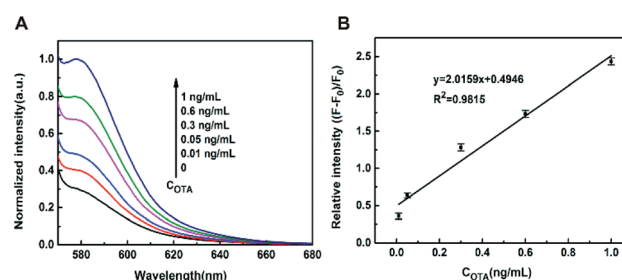 A
Normalized intensity(a.u.)
1.0
0.8
0.6
0.4
0.2
0.0
1 ng/mL
0.6 ng/mL
0.3 ng/mL
0.05 ng/mL
0.01 ng/mL
0
C_OTA
580 600 620 640 660 680
Wavelength(nm)
B
Relative intensity ((F-F₀)/F₀)
2.5
2.0
1.5
1.0
0.5
0.0
y=2.0159x+0.4946
R²=0.9815
0.0 0.2 0.4 0.6 0.8 1.0
C_OTA(ng/mL)